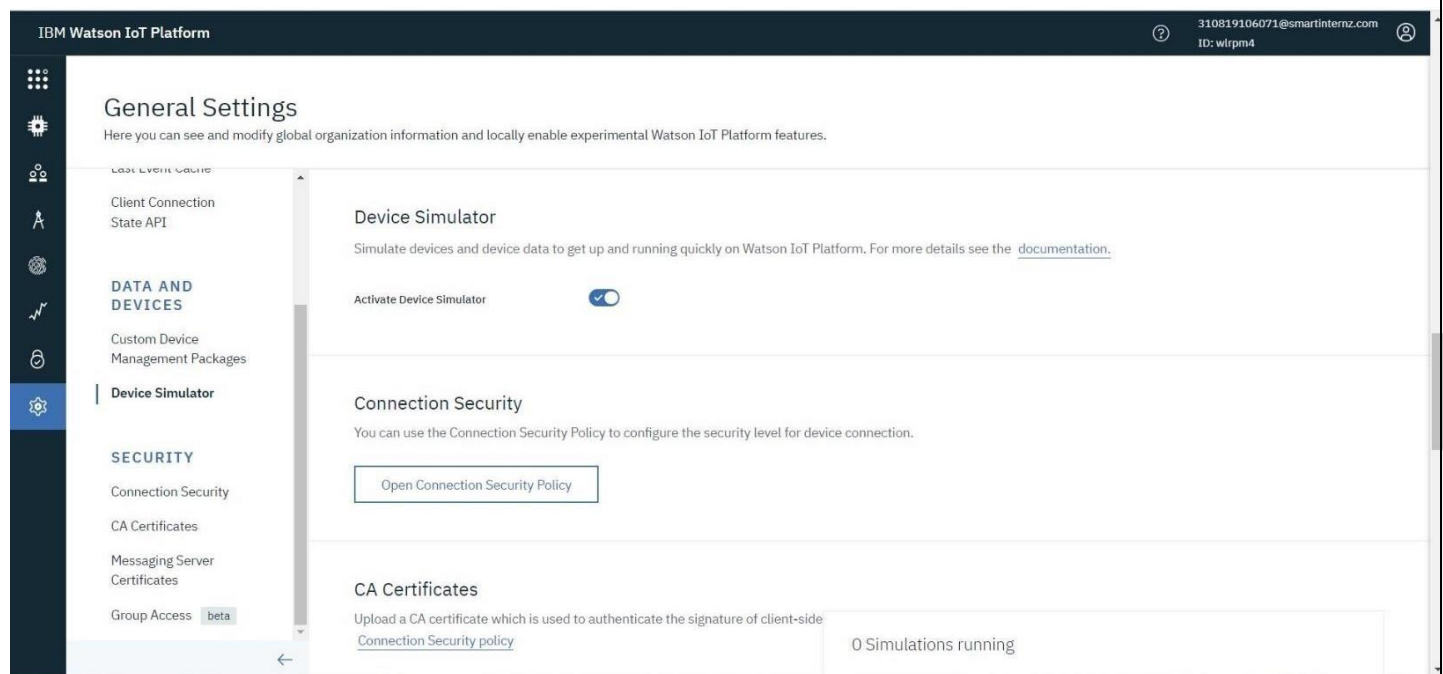 IBM Watson IoT Platform
310819106071@smartinternz.com
ID: wlrpm4
General Settings
Here you can see and modify global organization information and locally enable experimental Watson IoT Platform features.
Last Event Cache
Client Connection
State API
DATA AND
DEVICES
Custom Device
Management Packages
Device Simulator
SECURITY
Connection Security
CA Certificates
Messaging Server
Certificates
Group Access beta
Device Simulator
Simulate devices and device data to get up and running quickly on Watson IoT Platform. For more details see the documentation.
Activate Device Simulator
Connection Security
You can use the Connection Security Policy to configure the security level for device connection.
Open Connection Security Policy
CA Certificates
Upload a CA certificate which is used to authenticate the signature of client-side
Connection Security policy
0 Simulations running